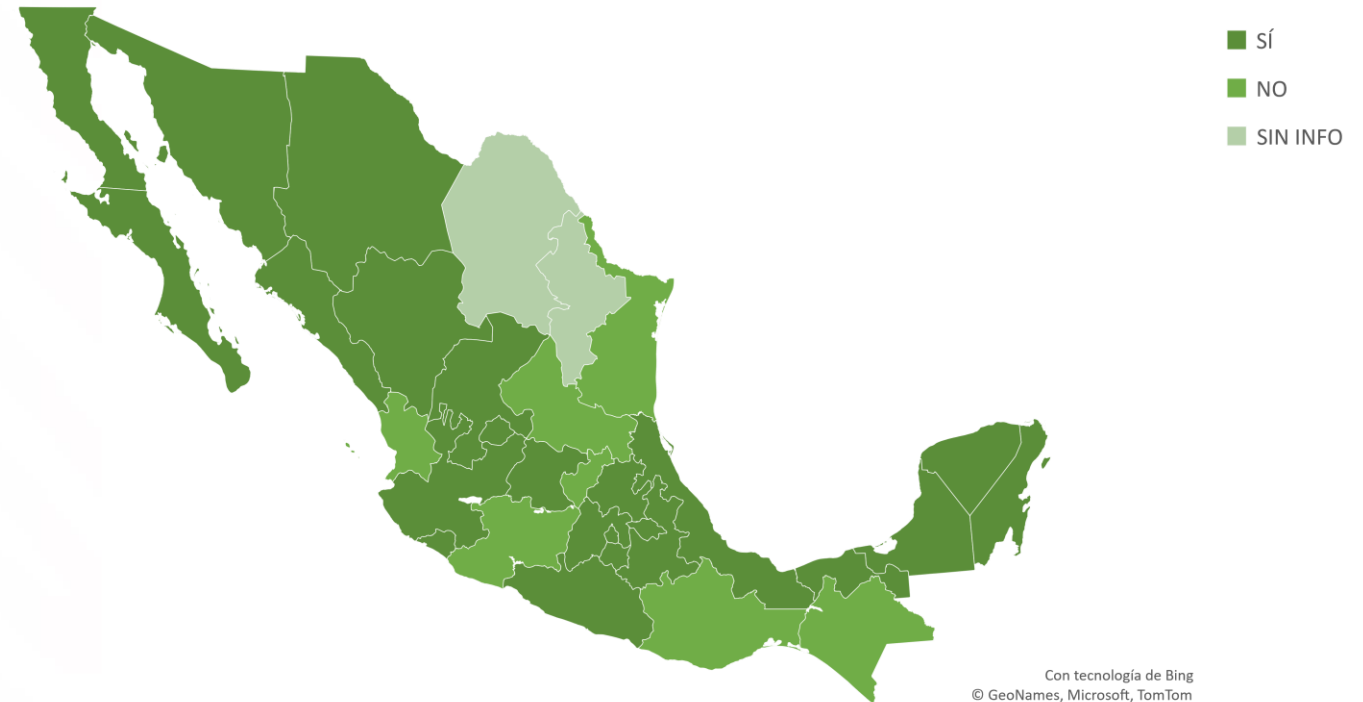 SÍ
NO
SIN INFO
Con tecnología de Bing
© GeoNames, Microsoft, TomTom